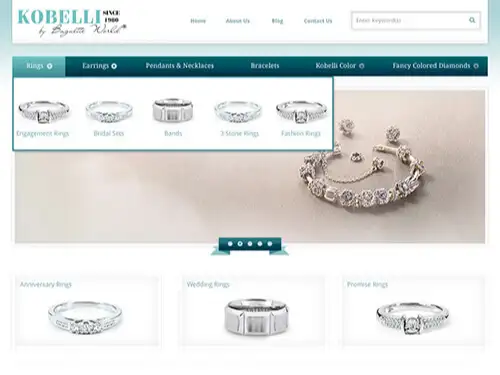 KOBELLI SINCE 1980
by Baguette World®
Home About Us Blog Contact Us
Enter Keyword(s)
Rings Earrings Pendants & Necklaces Bracelets Kobelli Color Fancy Colored Diamonds
Engagement Rings Bridal Sets Bands 3 Stone Rings Fashion Rings
Anniversary Rings Wedding Rings Promise Rings